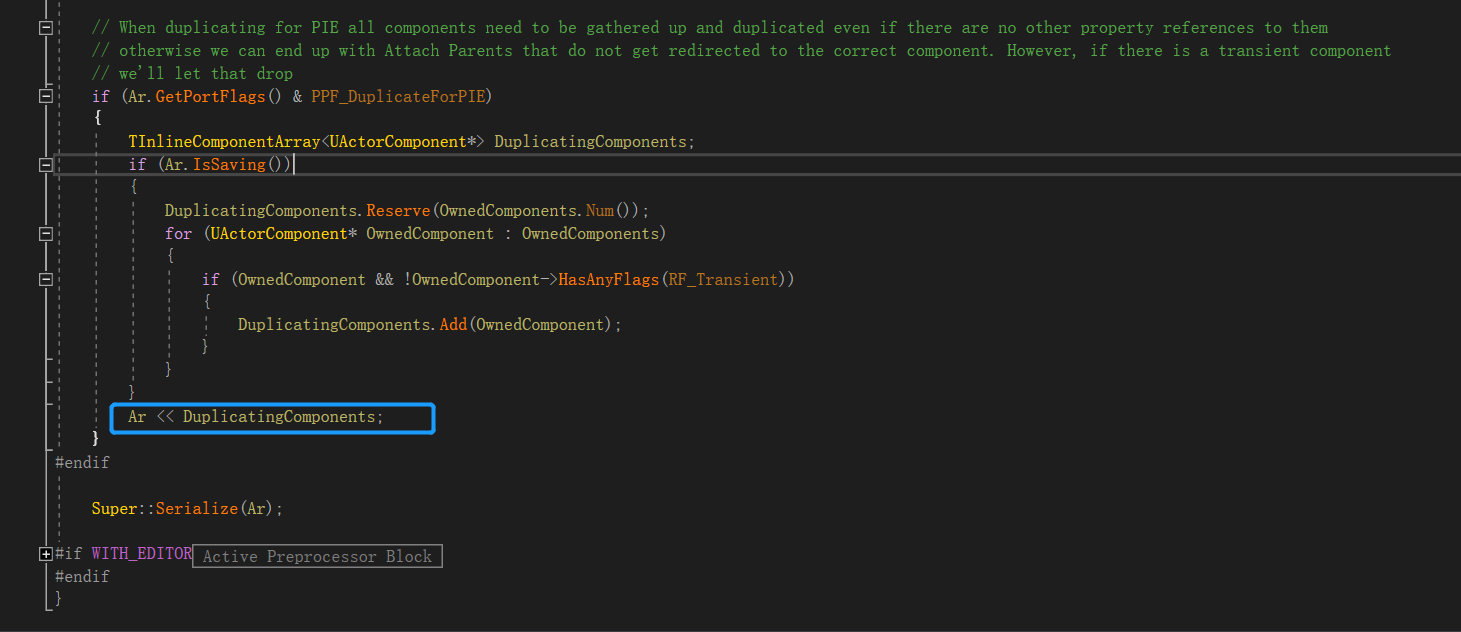 // When duplicating for PIE all components need to be gathered up and duplicated even if there are no other property references to them
// otherwise we can end up with Attach Parents that do not get redirected to the correct component. However, if there is a transient component
// we'll let that drop
if (Ar.GetPortFlags() & PPF_DuplicateForPIE)
{
TInlineComponentArray<UActorComponent*> DuplicatingComponents;
if (Ar.IsSaving())
{
DuplicatingComponents.Reserve(OwnedComponents.Num());
for (UActorComponent* OwnedComponent : OwnedComponents)
{
if (OwnedComponent && !OwnedComponent->HasAnyFlags(RF_Transient))
{
DuplicatingComponents.Add(OwnedComponent);
}
}
}
Ar << DuplicatingComponents;
}
#endif
Super::Serialize(Ar);
#if WITH_EDITOR Active Preprocessor Block
#endif
}